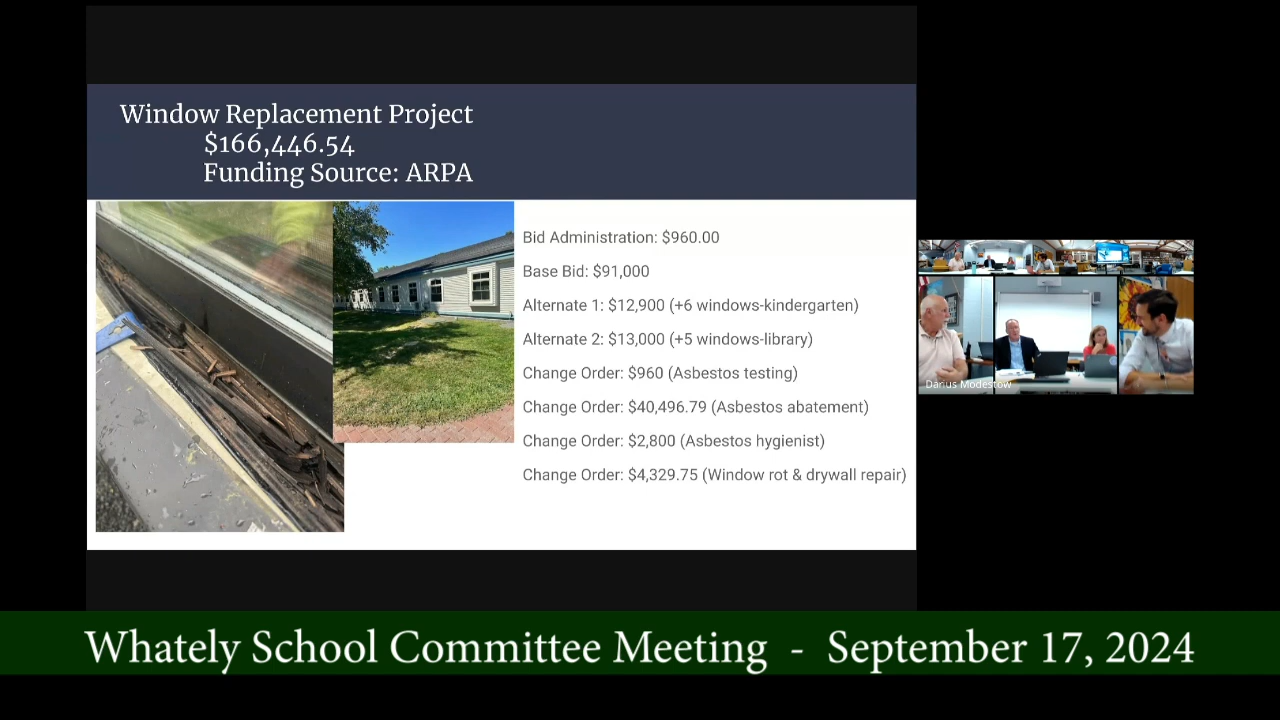 Window Replacement Project
$166,446.54
Funding Source: ARPA
Bid Administration: $960.00
Base Bid: $91,000
Alternate 1: $12,900 (+6 windows-kindergarten)
Alternate 2: $13,000 (+5 windows-library)
Change Order: $960 (Asbestos testing)
Change Order: $40,496.79 (Asbestos abatement)
Change Order: $2,800 (Asbestos hygienist)
Change Order: $4,329.75 (Window rot & drywall repair)
Darius Modestow
Whately School Committee Meeting - September 17, 2024